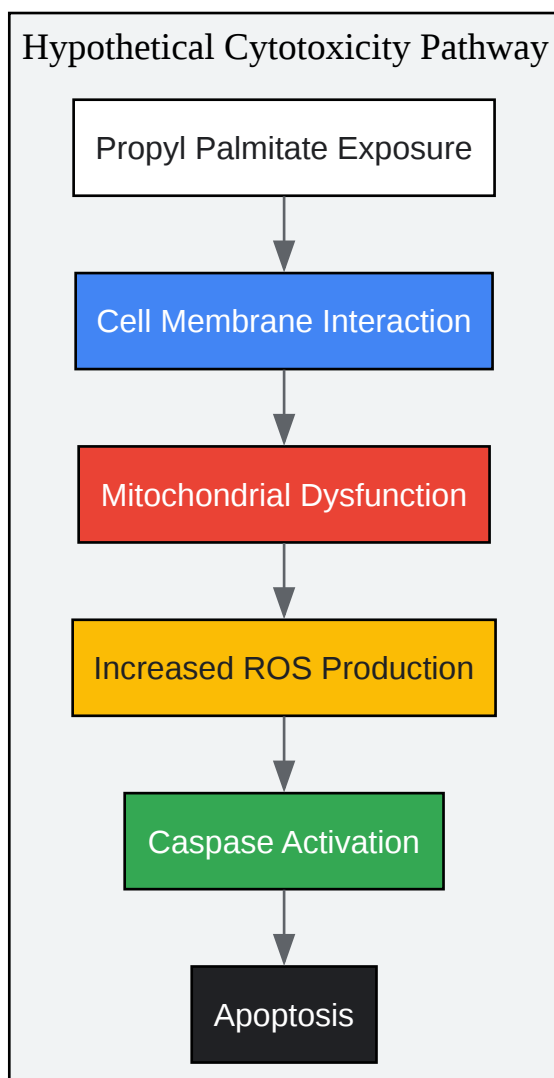 Hypothetical Cytotoxicity Pathway
Propyl Palmitate Exposure
Cell Membrane Interaction
Mitochondrial Dysfunction
Increased ROS Production
Caspase Activation
Apoptosis